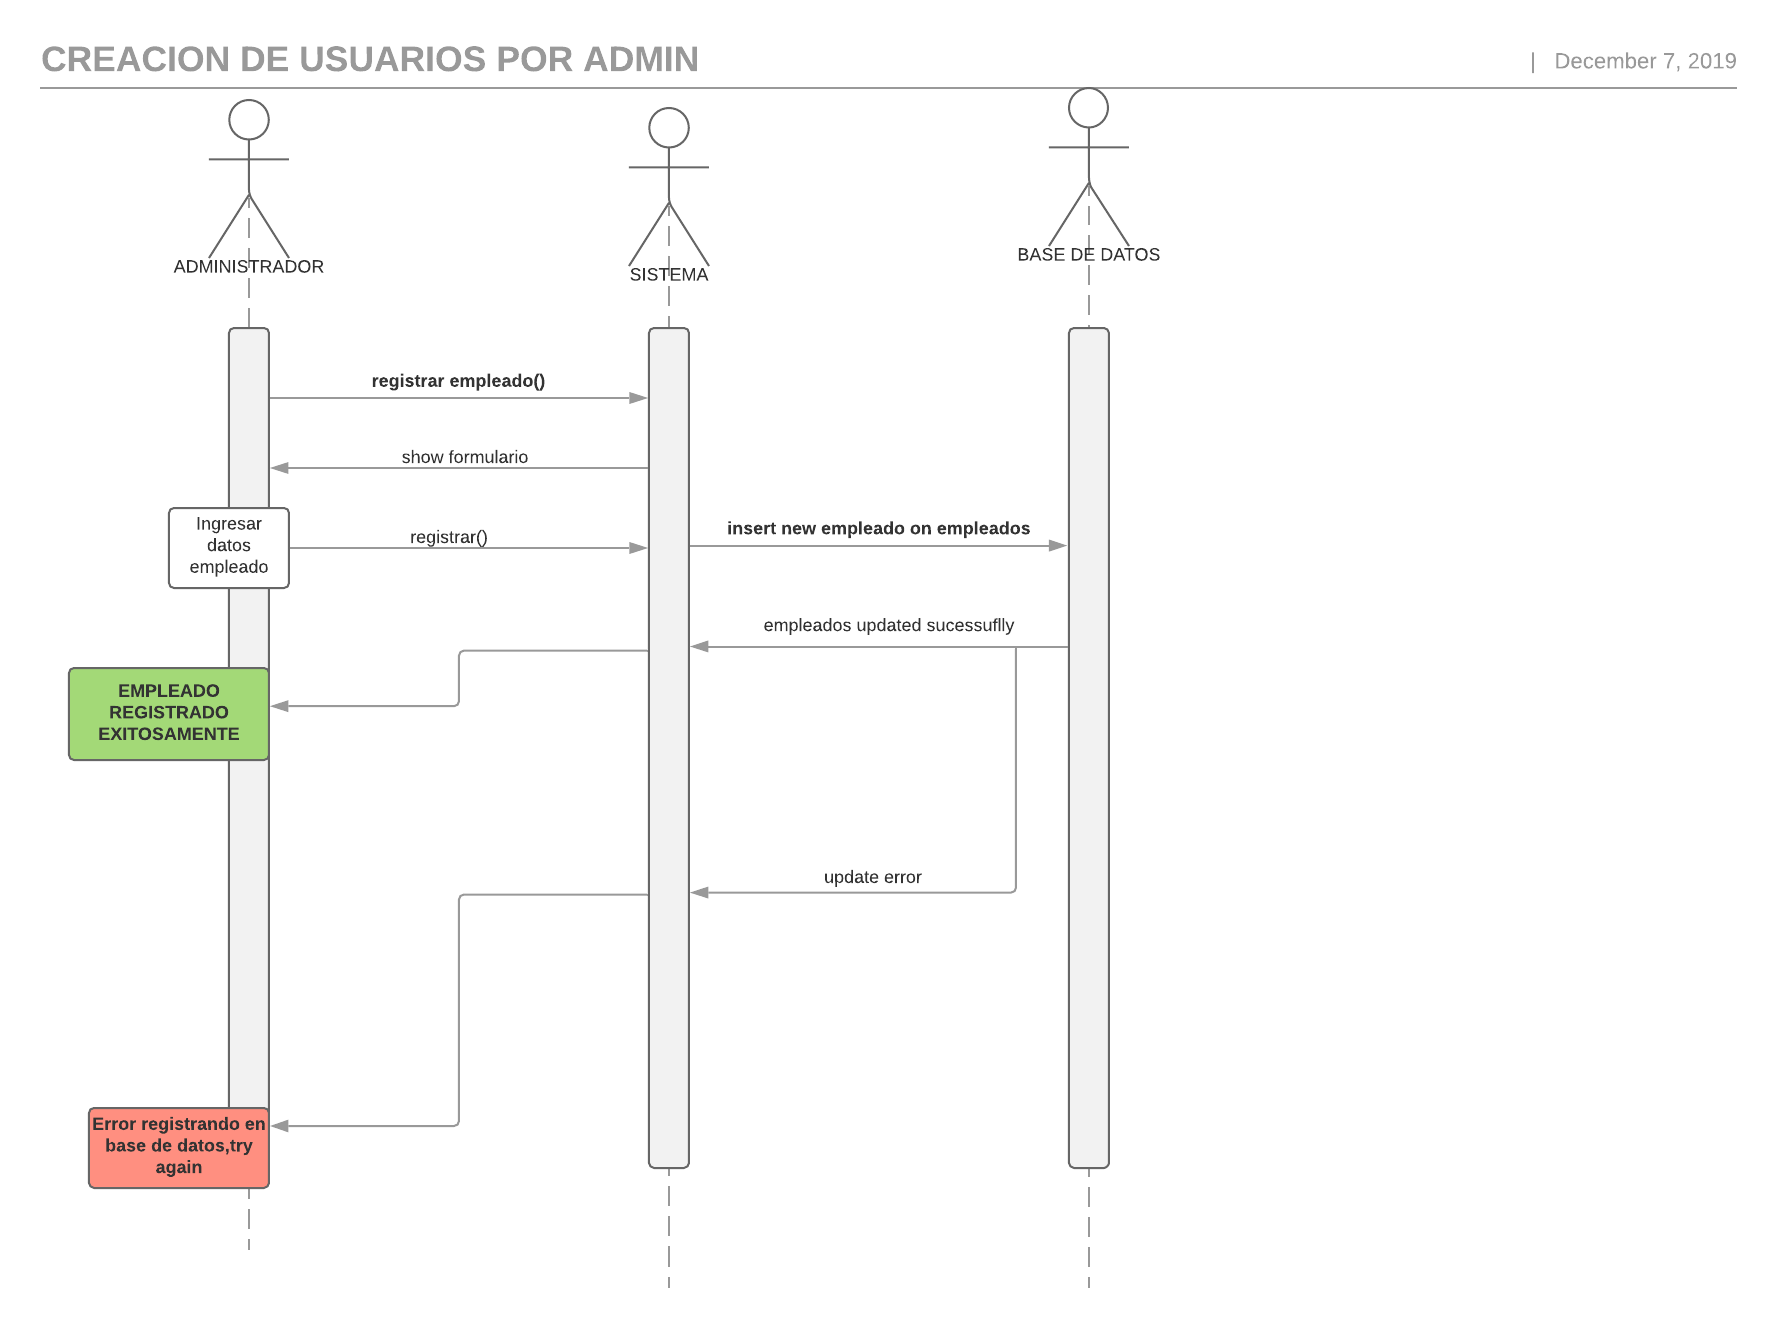 CREACION DE USUARIOS POR ADMIN
| December 7, 2019
ADMINISTRADOR
SISTEMA
BASE DE DATOS
registrar empleado()
show formulario
Ingresar
datos
empleado
registrar()
insert new empleado on empleados
empleados updated sucessuflly
EMPLEADO
REGISTRADO
EXITOSAMENTE
update error
Error registrando en
base de datos,try
again